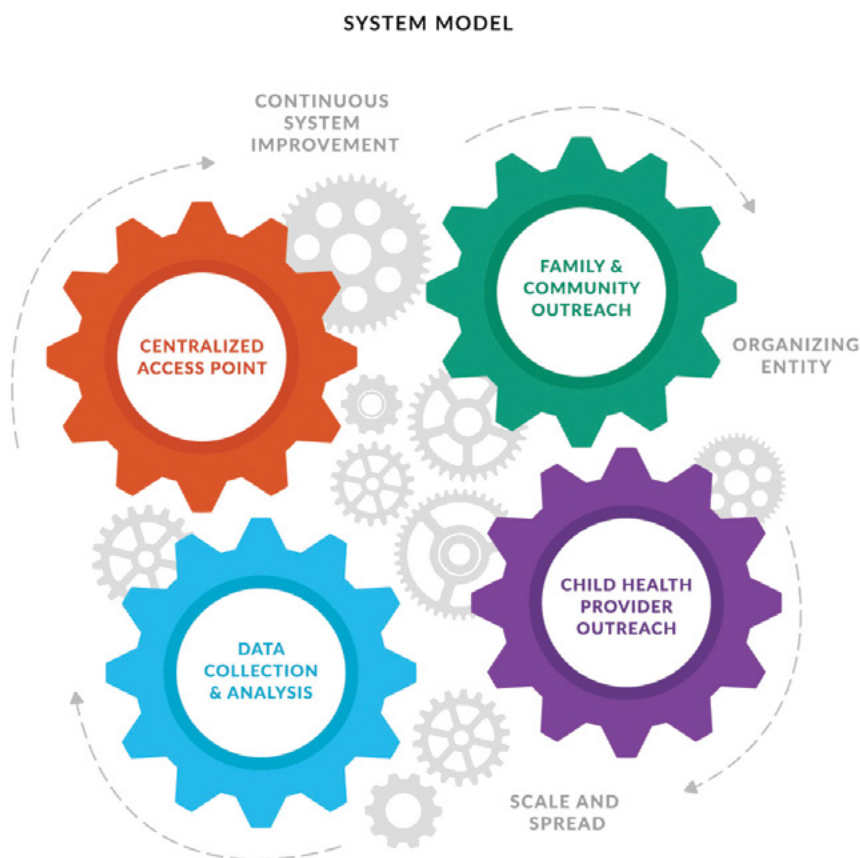 SYSTEM MODEL
CONTINUOUS
SYSTEM
IMPROVEMENT
FAMILY &
COMMUNITY
OUTREACH
CENTRALIZED
ACCESS POINT
ORGANIZING
ENTITY
CHILD HEALTH
PROVIDER
OUTREACH
DATA
COLLECTION
& ANALYSIS
SCALE AND
SPREAD